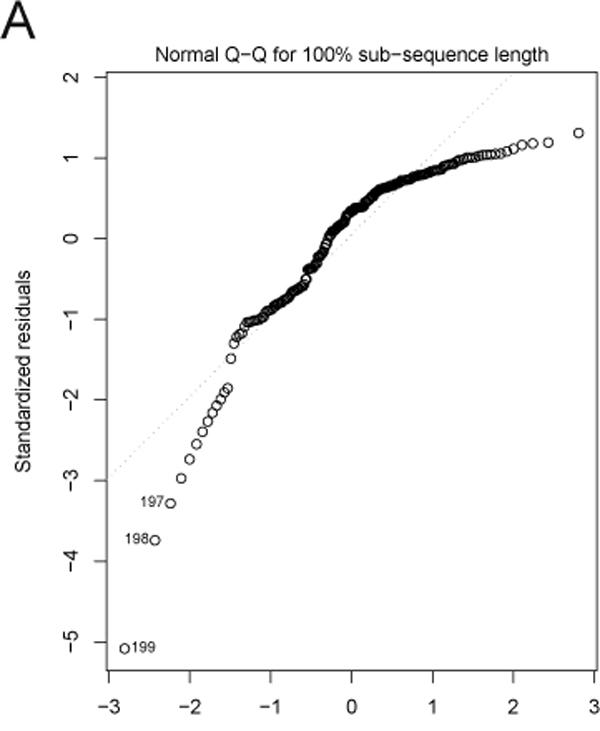 A
Normal Q−Q for 100% sub−sequence length
Standardized residuals
2
1
0
−1
−2
−3
−4
−5
197
198
199
−3 −2 −1 0 1 2 3